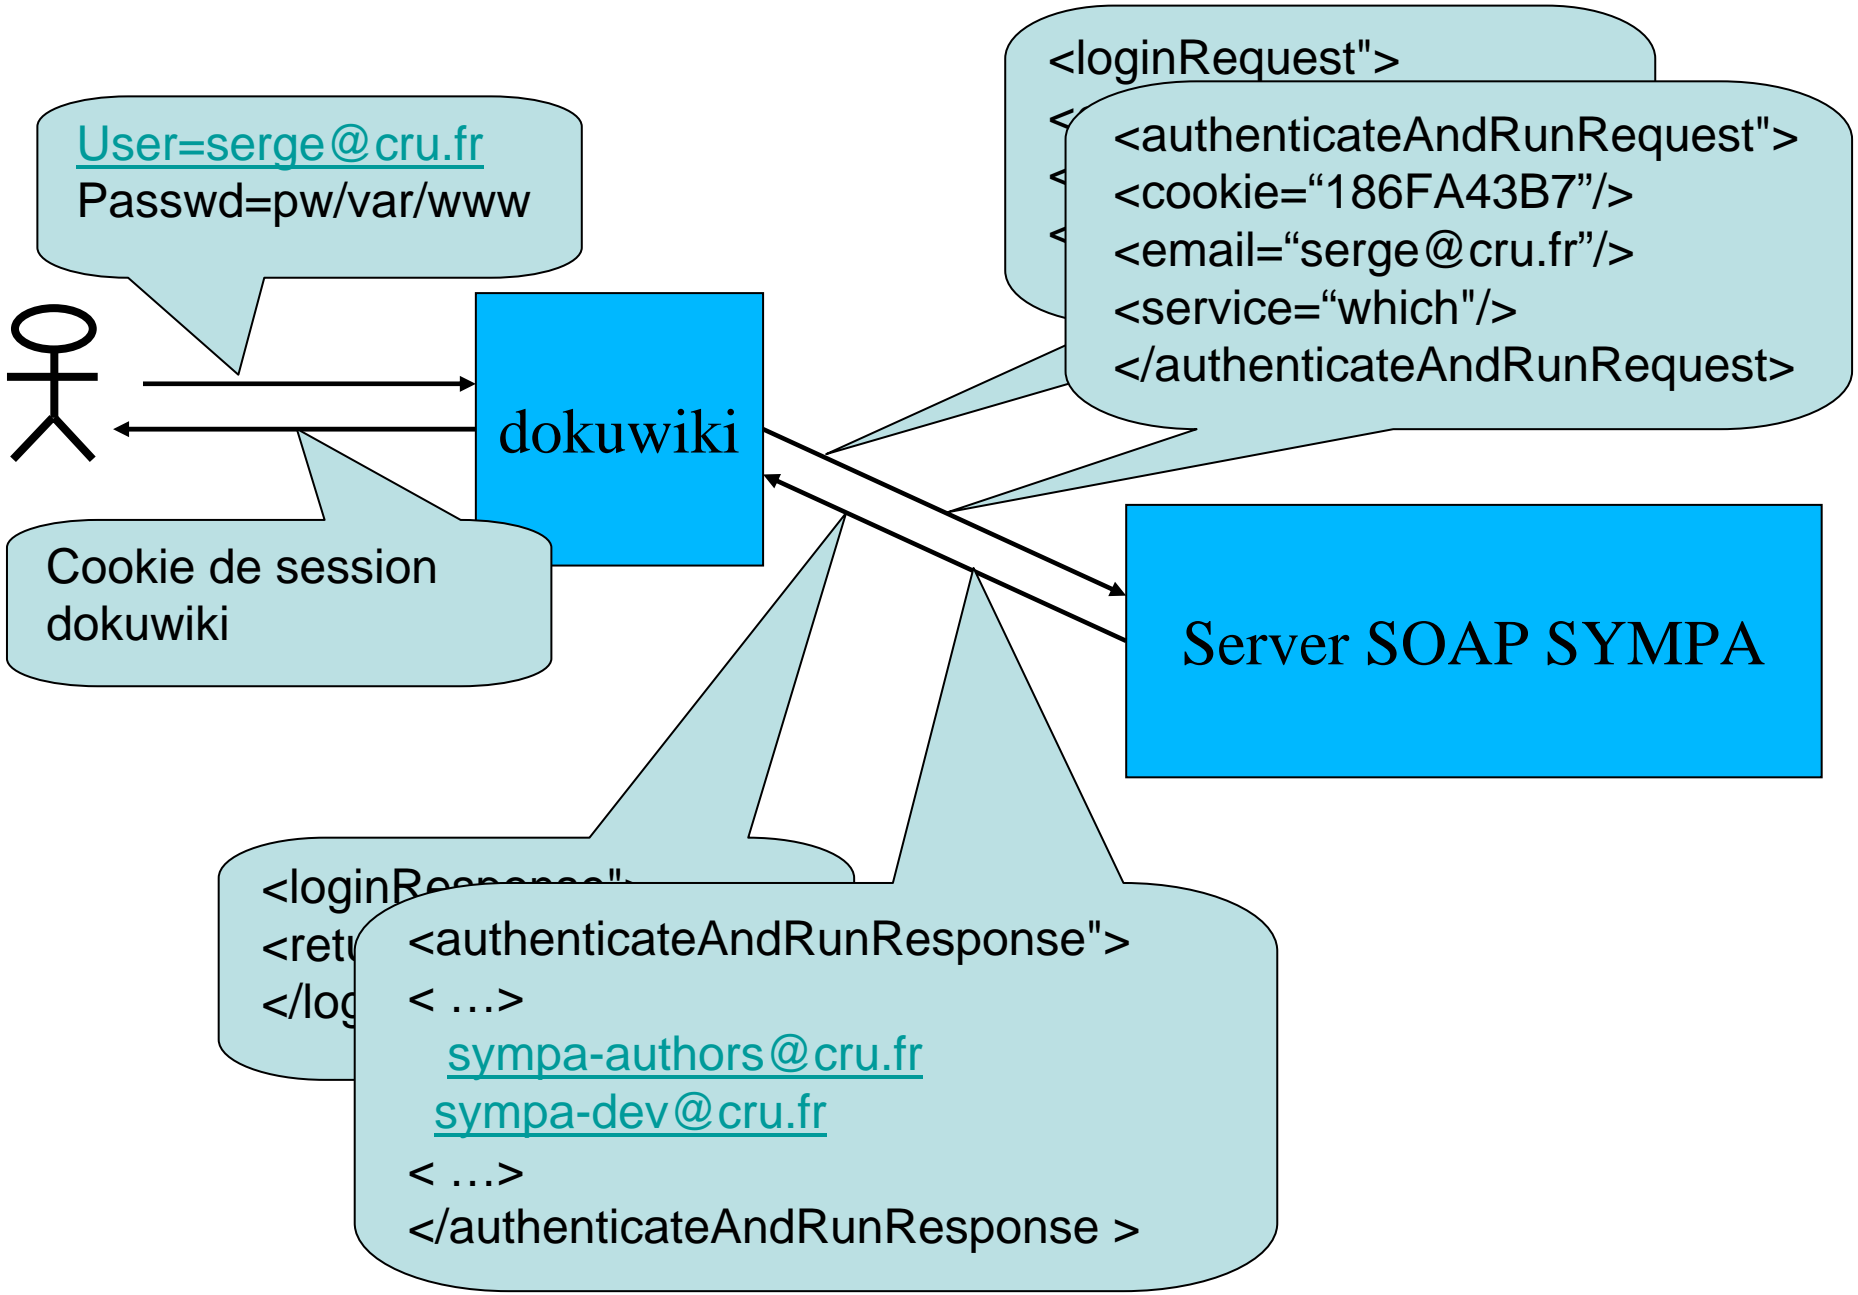 <loginRequest">
<authenticateAndRunRequest">
<cookie=“186FA43B7”/>
<email=“serge@cru.fr”/>
<service=“which"/>
</authenticateAndRunRequest>
User=serge@cru.fr
Passwd=pw/var/www
dokuwiki
Cookie de session
dokuwiki
Server SOAP SYMPA
<loginResponse">
<authenticateAndRunResponse">
< …>
sympa-authors@cru.fr
sympa-dev@cru.fr
< …>
</authenticateAndRunResponse >